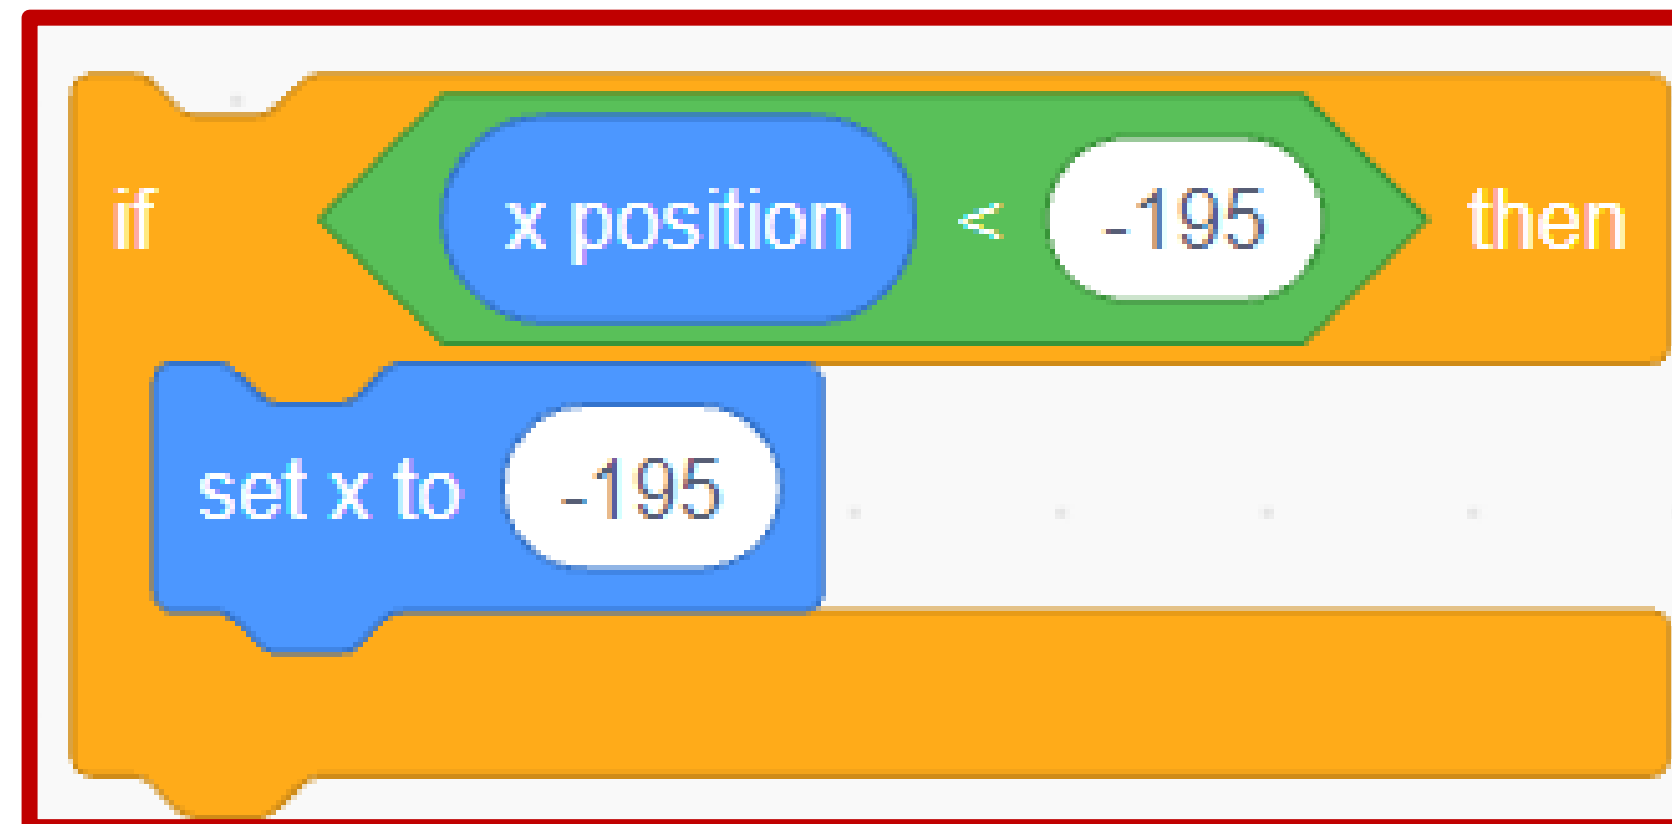 if x position < -195 then
set x to -195